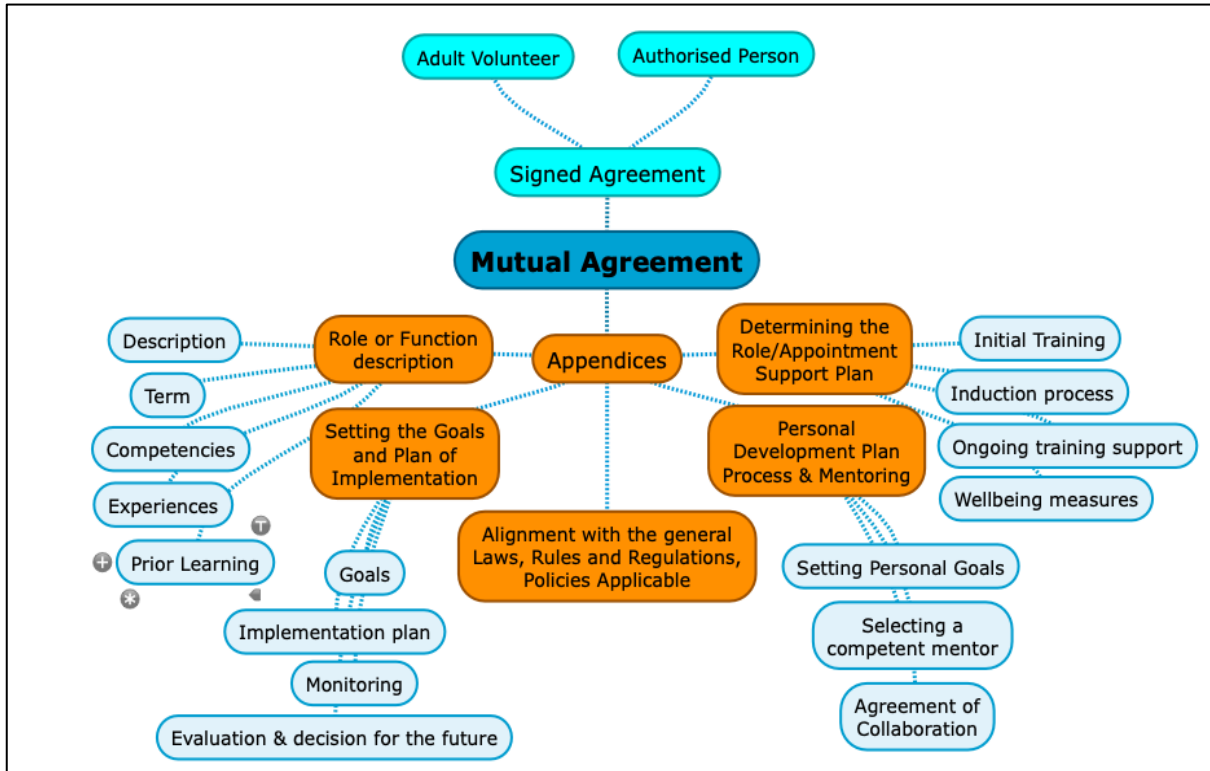 Adult Volunteer
Authorised Person
Signed Agreement
Mutual Agreement
Appendices
Role or Function
description
Description
Term
Competencies
Experiences
Prior Learning
T
+
*
Setting the Goals
and Plan of
Implementation
Goals
Implementation plan
Monitoring
Evaluation & decision for the future
Alignment with the general
Laws, Rules and Regulations,
Policies Applicable
Determining the
Role/Appointment
Support Plan
Initial Training
Induction process
Ongoing training support
Wellbeing measures
Personal
Development Plan
Process & Mentoring
Setting Personal Goals
Selecting a
competent mentor
Agreement of
Collaboration